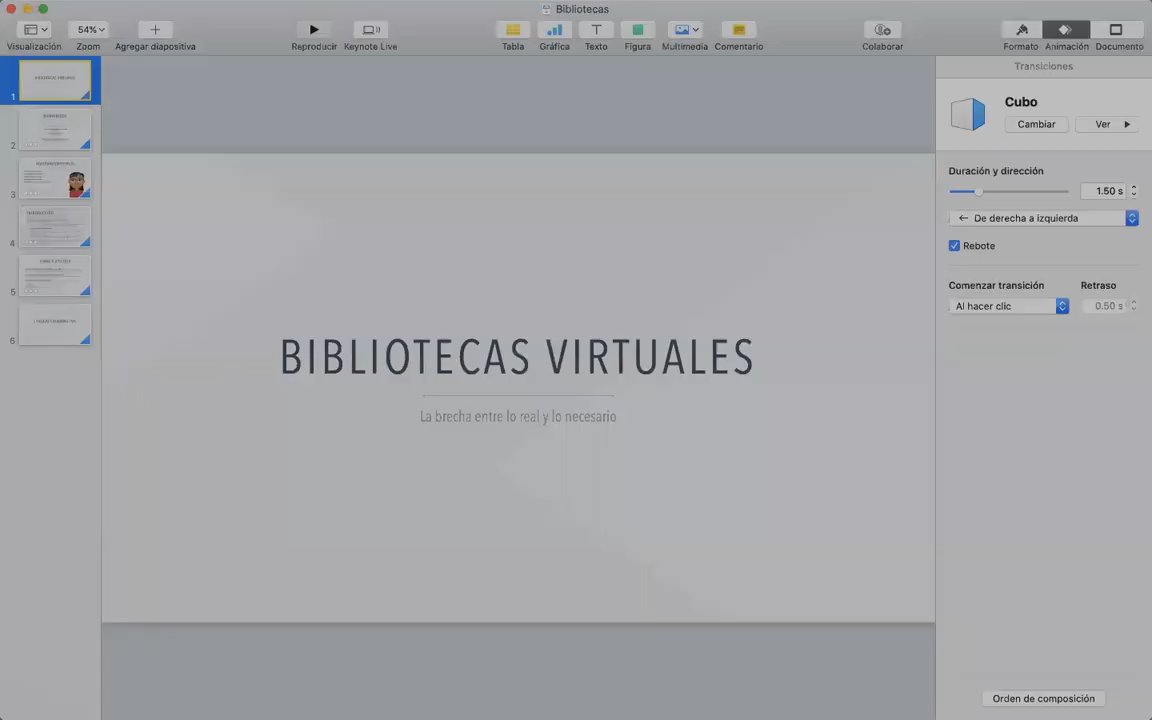 Bibliotecas
54%
Visualización Zoom Agregar diapositiva Reproducir Keynote Live Tabla Gráfica Texto Figura Multimedia Comentario Colaborar Formato Animación Documento
Transiciones
Cubo
Cambiar Ver
Duración y dirección
1.50 s
← De derecha a izquierda
Rebote
Comenzar transición Retraso
Al hacer clic 0.50 s
Orden de composición
1
2
3
4
5
6
BIBLIOTECAS VIRTUALES
La brecha entre lo real y lo necesario